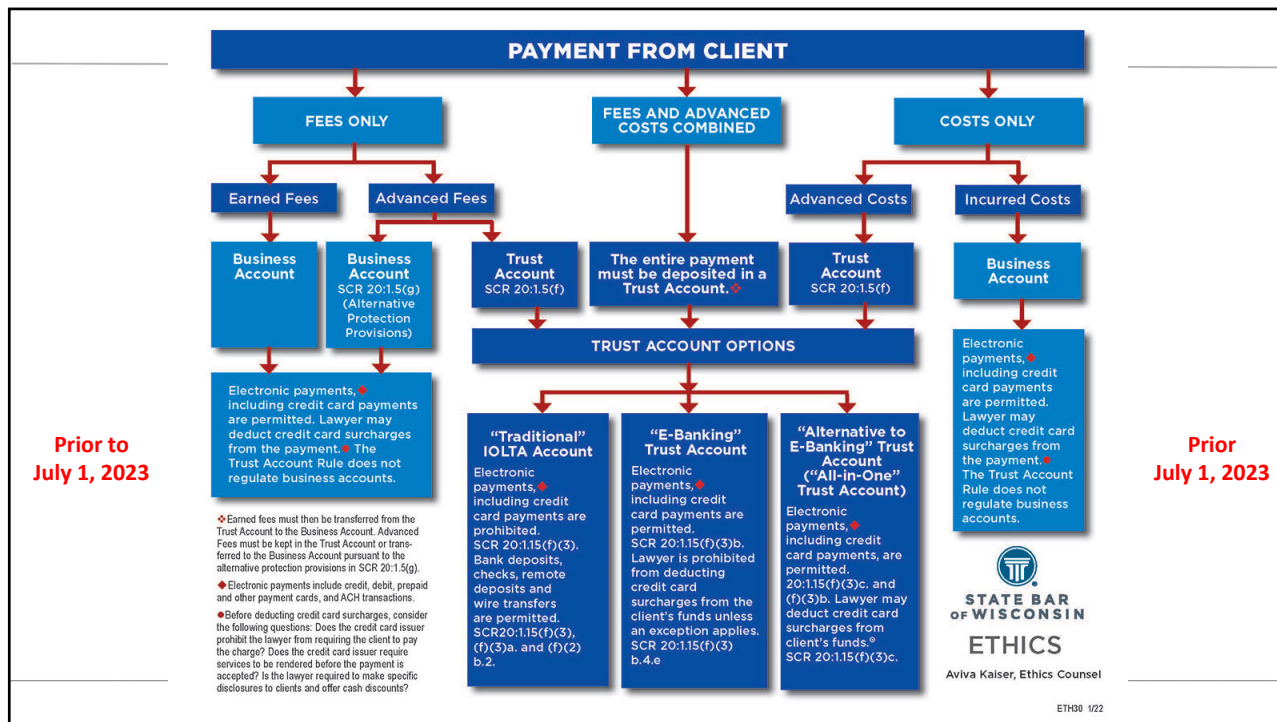 PAYMENT FROM CLIENT
FEES ONLY
FEES AND ADVANCED
COSTS COMBINED
COSTS ONLY
Earned Fees
Advanced Fees
Advanced Costs
Incurred Costs
Business
Account
Business
Account
SCR 20:1.5(g)
(Alternative
Protection
Provisions)
Trust
Account
SCR 20:1.5(f)
The entire payment
must be deposited in a
Trust Account.❖
Trust
Account
SCR 20:1.5(f)
Business
Account
TRUST ACCOUNT OPTIONS
Electronic payments,◆
including credit card payments
are permitted. Lawyer may
deduct credit card surcharges
from the payment.● The
Trust Account Rule does not
regulate business accounts.
"Traditional"
IOLTA Account
Electronic
payments,◆
including credit
card payments are
prohibited.
SCR 20:1.15(f)(3).
Bank deposits,
checks, remote
deposits and
wire transfers
are permitted.
SCR20:1.15(f)(3),
(f)(3)a. and (f)(2)
b.2.
"E-Banking"
Trust Account
Electronic
payments,◆
including credit
card payments are
permitted.
SCR 20:1.15(f)(3)b.
Lawyer is prohibited
from deducting
credit card
surcharges from the
client's funds unless
an exception applies.
SCR 20:1.15(f)(3)
b.4.e
"Alternative to
E-Banking" Trust
Account
("All-in-One"
Trust Account)
Electronic
payments,◆
including credit
card payments, are
permitted.
20:1.15(f)(3)c. and
(f)(3)b. Lawyer may
deduct credit card
surcharges from
client's funds.®
SCR 20:1.15(f)(3)c.
Electronic
payments,◆
including credit
card payments
are permitted.
Lawyer may
deduct credit card
surcharges from
the payment.●
The Trust Account
Rule does not
regulate business
accounts.
Prior to
July 1, 2023
Prior
July 1, 2023
❖Earned fees must then be transferred from the
Trust Account to the Business Account. Advanced
Fees must be kept in the Trust Account or trans-
ferred to the Business Account pursuant to the
alternative protection provisions in SCR 20:1.5(g).
◆Electronic payments include credit, debit, prepaid
and other payment cards, and ACH transactions.
●Before deducting credit card surcharges, consider
the following questions: Does the credit card issuer
prohibit the lawyer from requiring the client to pay
the charge? Does the credit card issuer require
services to be rendered before the payment is
accepted? Is the lawyer required to make specific
disclosures to clients and offer cash discounts?
STATE BAR
OF WISCONSIN
ETHICS
Aviva Kaiser, Ethics Counsel
ETH30 1/22